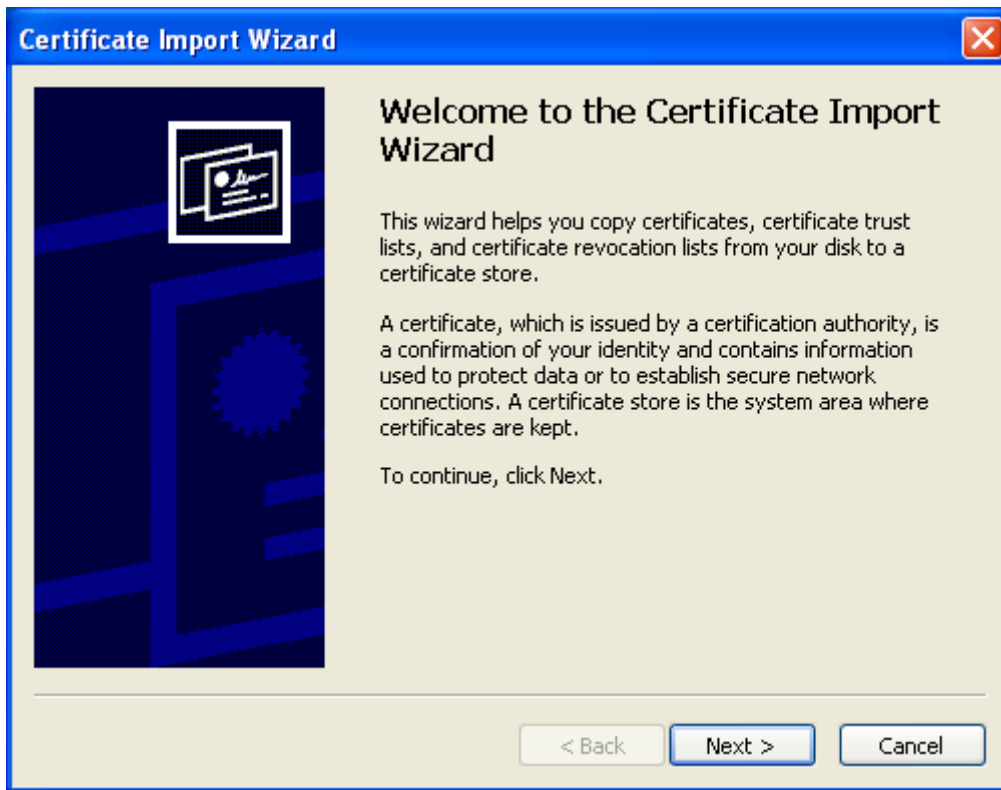 Certificate Import Wizard
Welcome to the Certificate Import
Wizard
This wizard helps you copy certificates, certificate trust
lists, and certificate revocation lists from your disk to a
certificate store.
A certificate, which is issued by a certification authority, is
a confirmation of your identity and contains information
used to protect data or to establish secure network
connections. A certificate store is the system area where
certificates are kept.
To continue, click Next.
< Back
Next >
Cancel